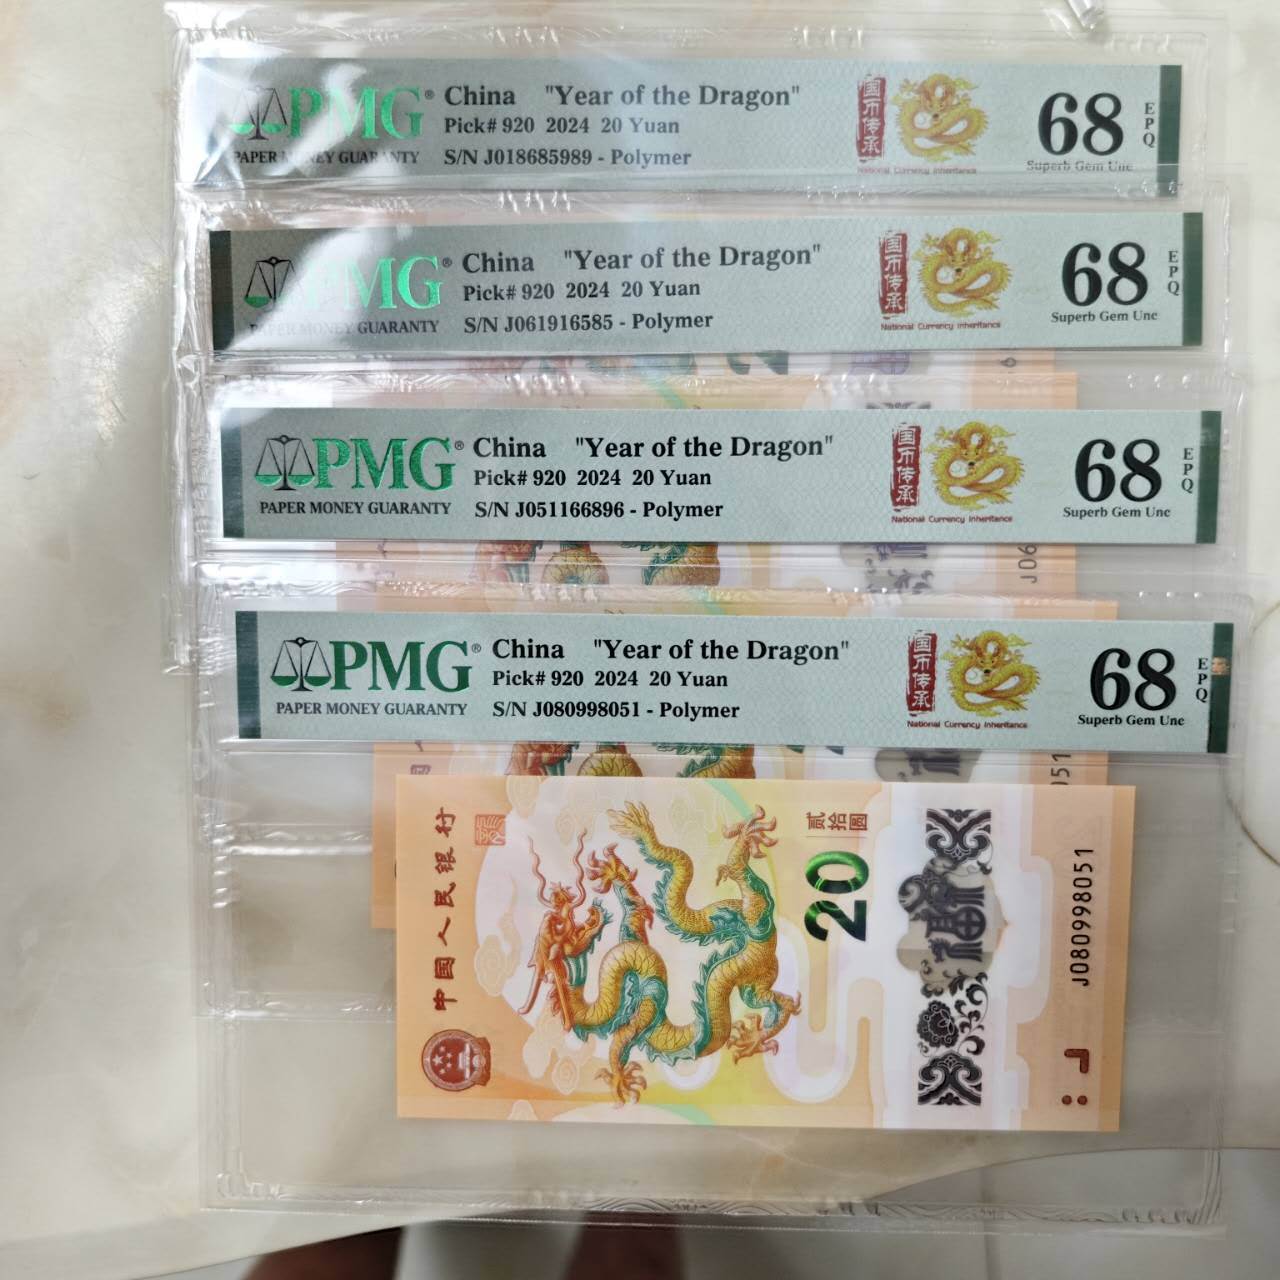 PMG®
PAPER MONEY GUARANTY
China "Year of the Dragon"
Pick# 920 2024 20 Yuan
S/N J018685989 - Polymer
国币传承
National Currency Inheritance
68
EPQ
Superb Gem Unc
PMG®
PAPER MONEY GUARANTY
China "Year of the Dragon"
Pick# 920 2024 20 Yuan
S/N J061916585 - Polymer
国币传承
National Currency Inheritance
68
EPQ
Superb Gem Unc
PMG®
PAPER MONEY GUARANTY
China "Year of the Dragon"
Pick# 920 2024 20 Yuan
S/N J051166896 - Polymer
国币传承
National Currency Inheritance
68
EPQ
Superb Gem Unc
J06
PMG®
PAPER MONEY GUARANTY
China "Year of the Dragon"
Pick# 920 2024 20 Yuan
S/N J080998051 - Polymer
国币传承
National Currency Inheritance
68
EPQ
Superb Gem Unc
051
中国人民银行
贰拾圆
20
J080998051